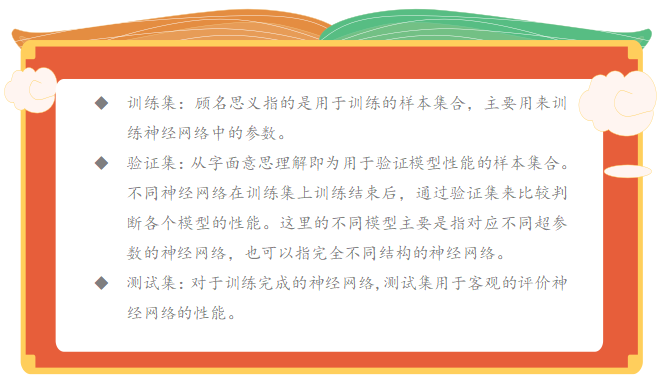 ◆ 训练集：顾名思义指的是用于训练的样本集合，主要用来训
练神经网络中的参数。
◆ 验证集：从字面意思理解即为用于验证模型性能的样本集合。
不同神经网络在训练集上训练结束后，通过验证集来比较判
断各个模型的性能。这里的不同模型主要是指对应不同超参
数的神经网络，也可以指完全不同结构的神经网络。
◆ 测试集：对于训练完成的神经网络，测试集用于客观的评价神
经网络的性能。